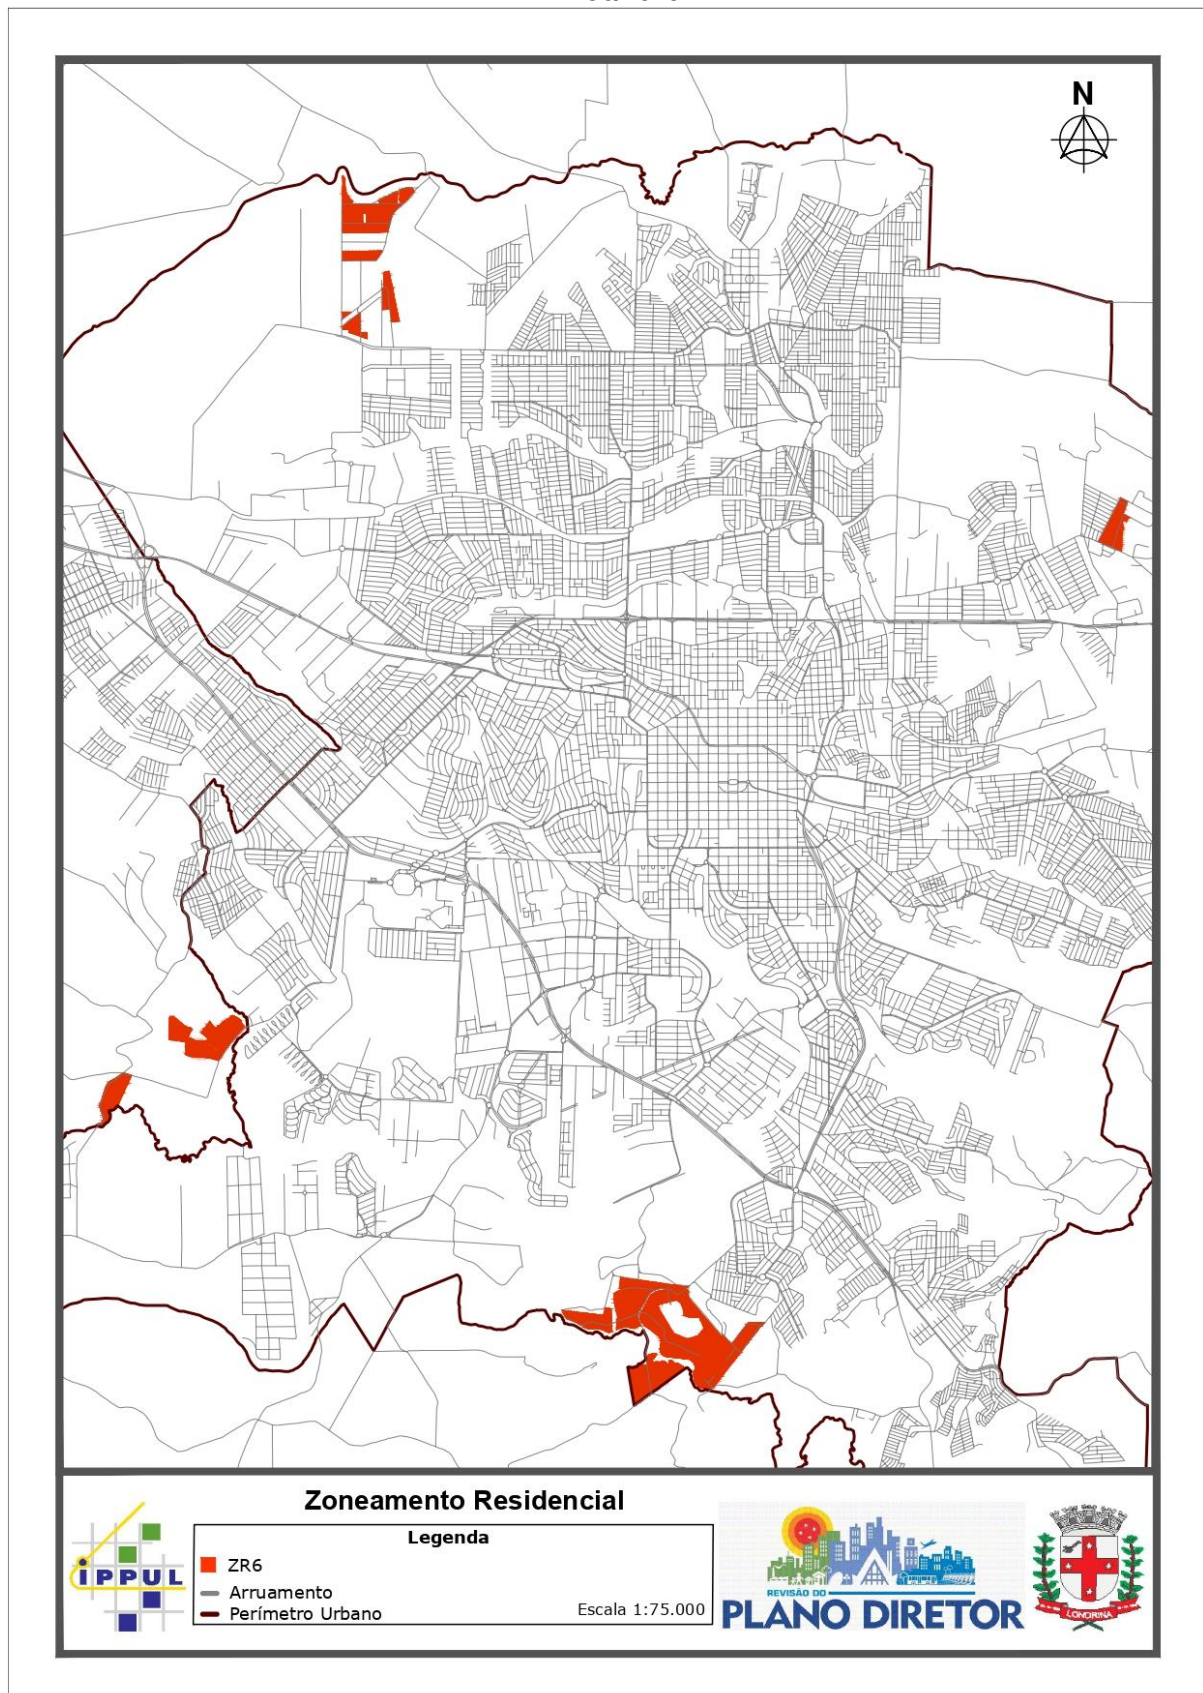 N
Zoneamento Residencial
Legenda
ZR6
Arruamento
Perímetro Urbano
Escala 1:75.000
iPPUL
REVISÃO DO
PLANO DIRETOR
LONDRINA